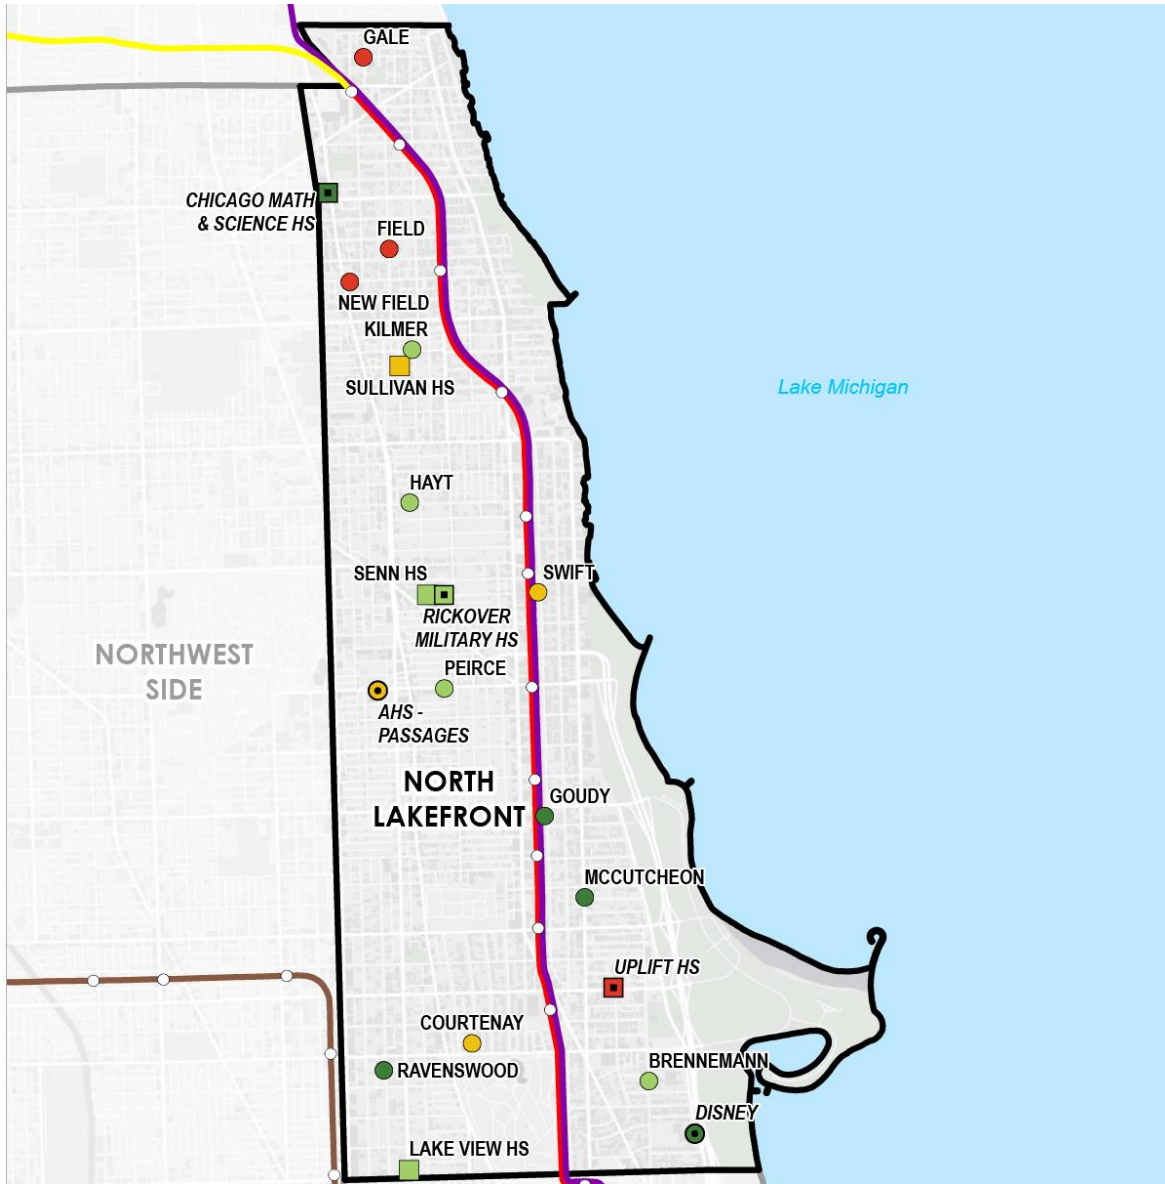 GALE
CHICAGO MATH
& SCIENCE HS
FIELD
NEW FIELD
KILMER
SULLIVAN HS
Lake Michigan
HAYT
SENN HS
SWIFT
RICKOVER
MILITARY HS
NORTHWEST
SIDE
PEIRCE
AHS -
PASSAGES
NORTH
LAKEFRONT
GOUDY
MCCUTCHEON
UPLIFT HS
COURTENAY
RAVENSWOOD
BRENNEMANN
DISNEY
LAKE VIEW HS